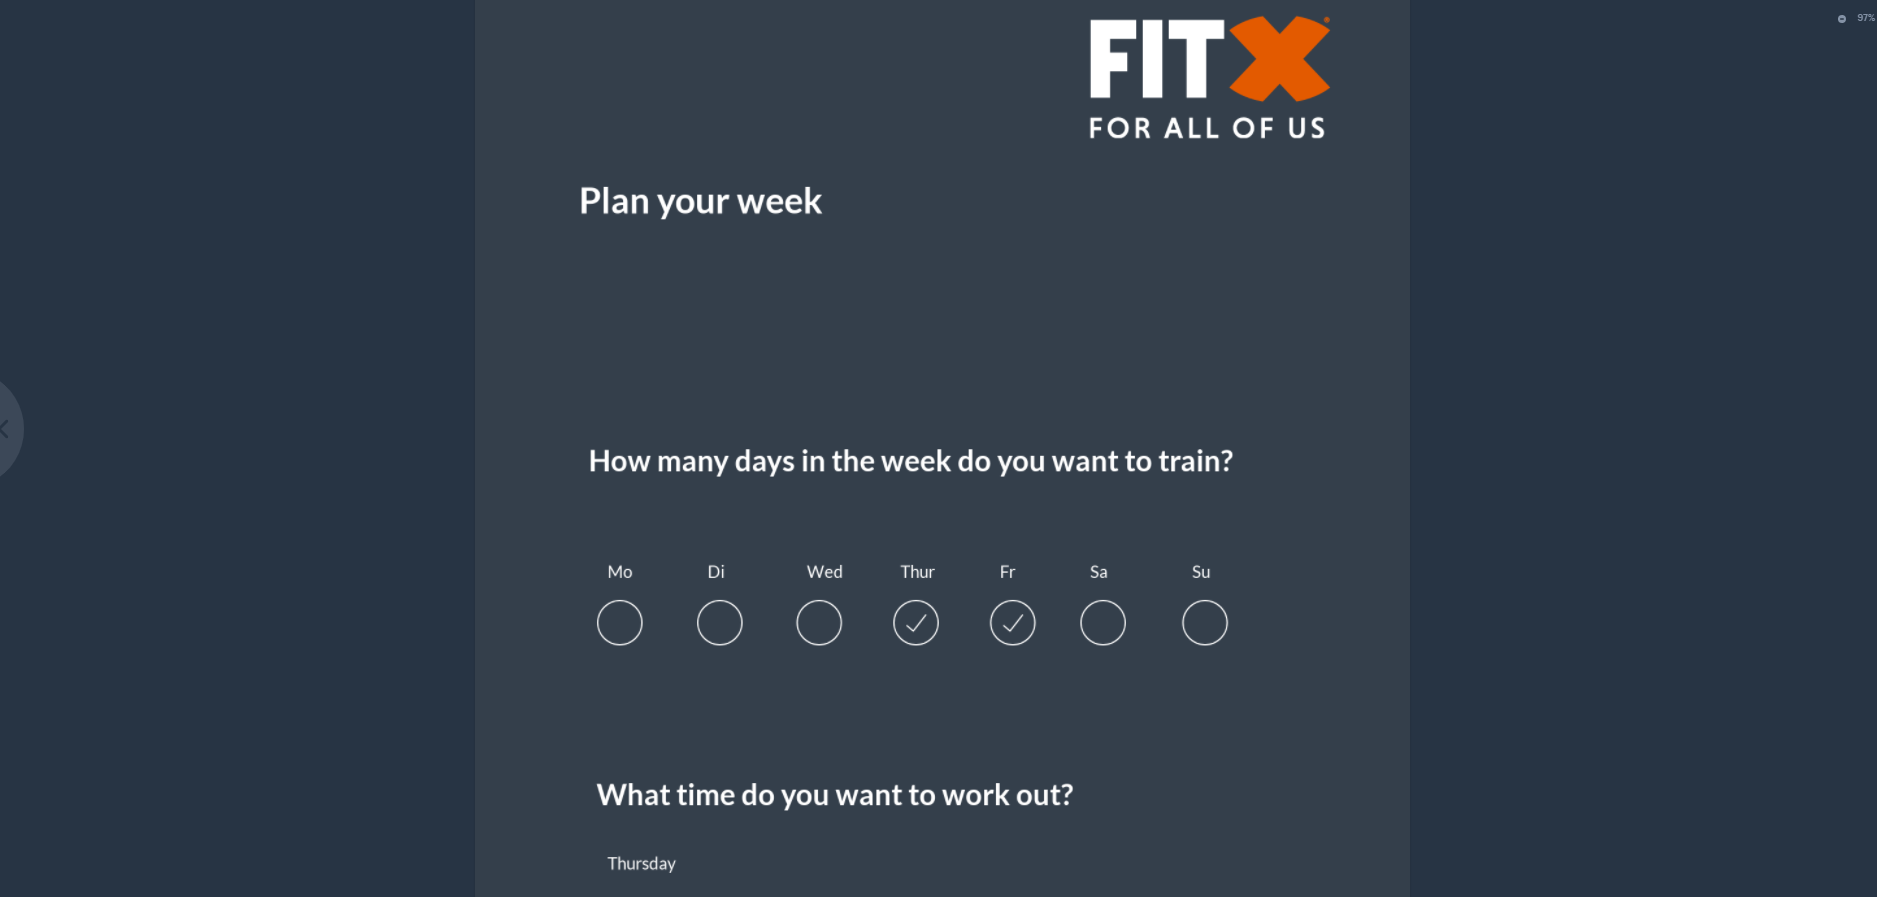 FITX®
FOR ALL OF US
97%
Plan your week
How many days in the week do you want to train?
Mo Di Wed Thur Fr Sa Su
What time do you want to work out?
Thursday